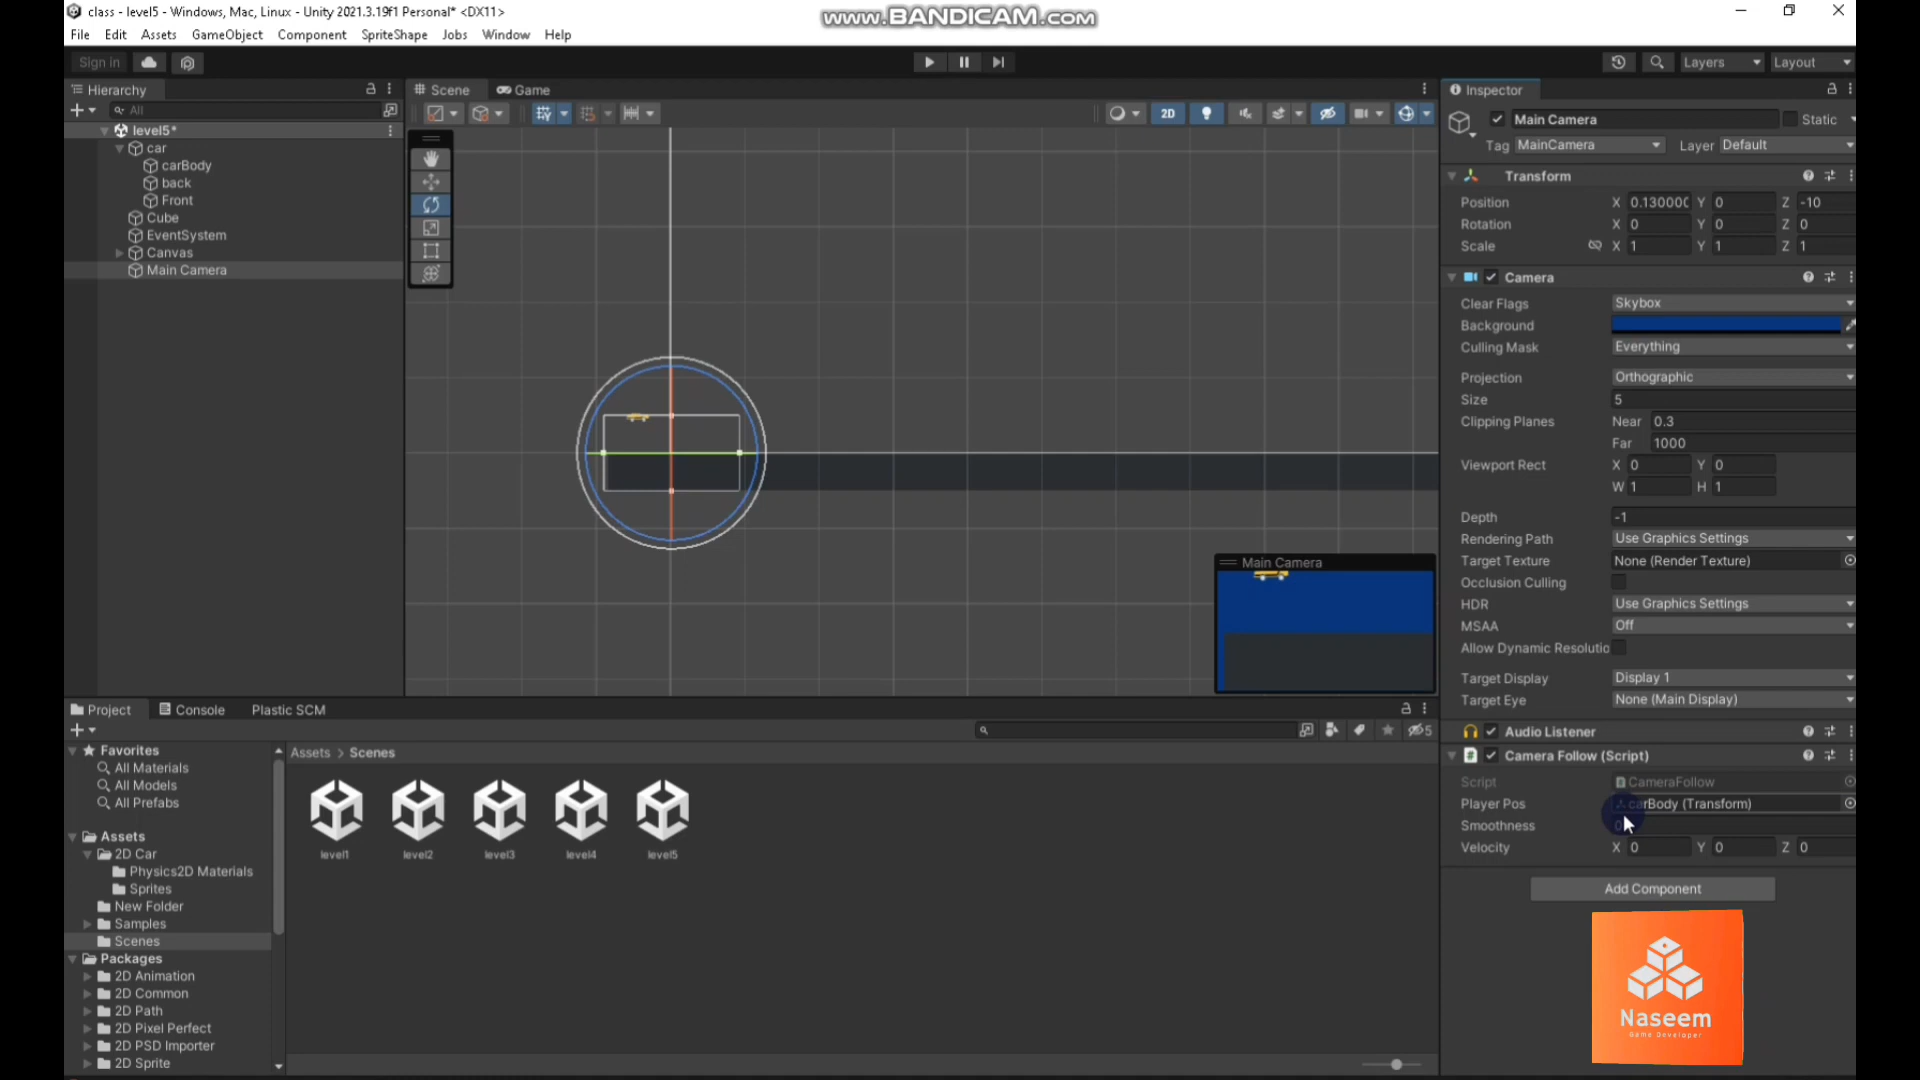 class - level5 - Windows, Mac, Linux - Unity 2021.3.19f1 Personal* <DX11>
www.BANDICAM.com
File Edit Assets GameObject Component SpriteShape Jobs Window Help
Sign in
Layers Layout
Hierarchy
All
level5*
car
carBody
back
Front
Cube
EventSystem
Canvas
Main Camera
Scene Game
2D
Main Camera
Inspector
Main Camera Static
Tag MainCamera Layer Default
Transform
Position X 0.130000 Y 0 Z -10
Rotation X 0 Y 0 Z 0
Scale X 1 Y 1 Z 1
Camera
Clear Flags Skybox
Background
Culling Mask Everything
Projection Orthographic
Size 5
Clipping Planes Near 0.3
Far 1000
Viewport Rect X 0 Y 0
W 1 H 1
Depth -1
Rendering Path Use Graphics Settings
Target Texture None (Render Texture)
Occlusion Culling
HDR Use Graphics Settings
MSAA Off
Allow Dynamic Resolutio
Target Display Display 1
Target Eye None (Main Display)
Audio Listener
Camera Follow (Script)
Script CameraFollow
Player Pos carBody (Transform)
Smoothness
Velocity X 0 Y 0 Z 0
Add Component
Project Console Plastic SCM
5
Favorites
All Materials
All Models
All Prefabs
Assets
2D Car
Physics2D Materials
Sprites
New Folder
Samples
Scenes
Packages
2D Animation
2D Common
2D Path
2D Pixel Perfect
2D PSD Importer
2D Sprite
Assets > Scenes
level1 level2 level3 level4 level5
Naseem
Game Developer